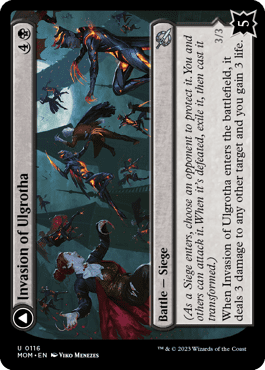 Invasion of Ulgrotha
4
Battle — Siege
(As a Siege enters, choose an opponent to protect it. You and
others can attack it. When it's defeated, exile it, then cast it
transformed.)
When Invasion of Ulgrotha enters the battlefield, it
deals 3 damage to any other target and you gain 3 life.
3/3
5
U 0116
MOM • EN VIKO MENEZES
™ & © 2023 Wizards of the Coast